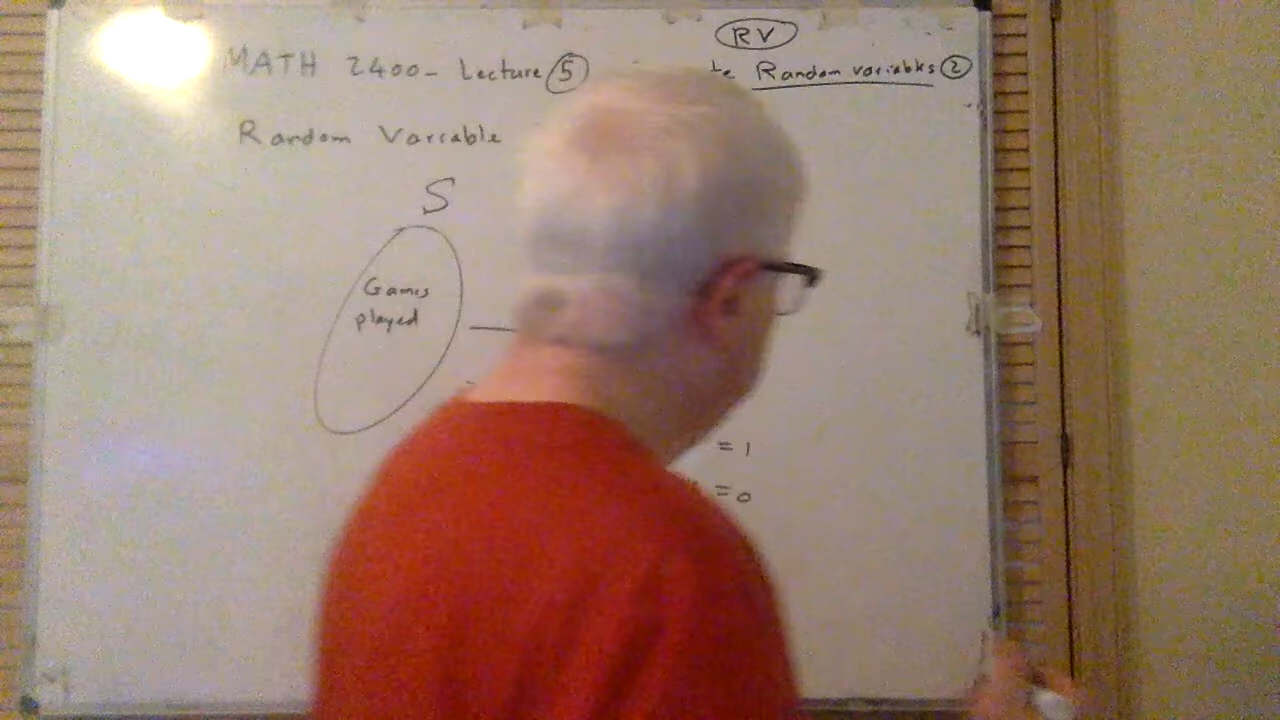 MATH 2400- Lecture 5
RV
Random variables 2
Random Variable
S
Games
played
= 1
= 0